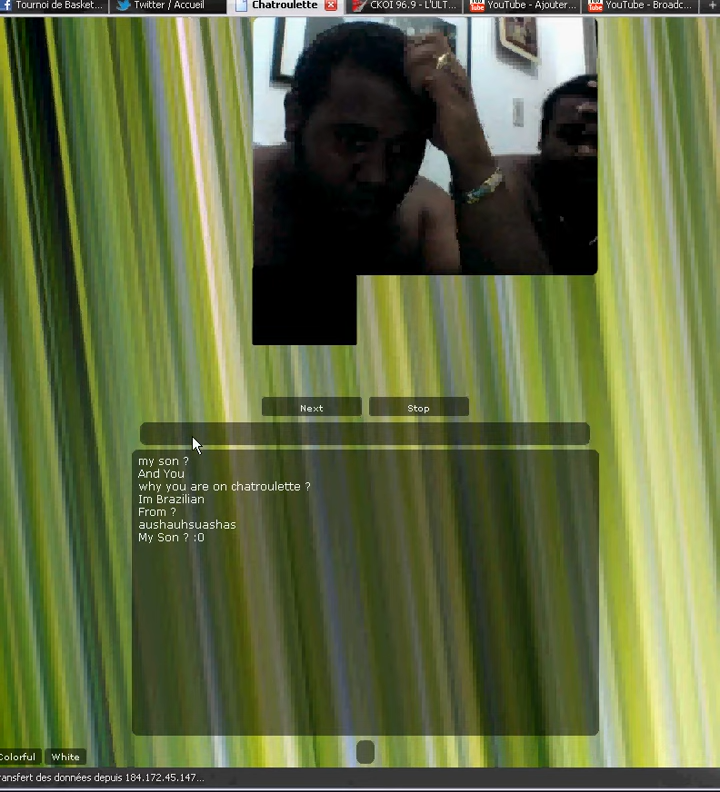 Tournoi de Basket...
Twitter / Accueil
Chatroulette
CKOI 96.9 - L'ULT...
YouTube - Ajouter...
YouTube - Broadc...
Next
Stop
my son ?
And You
why you are on chatroulette ?
Im Brazilian
From ?
aushauhsuashas
My Son ? :0
Colorful
White
ransfert des données depuis 184.172.45.147...